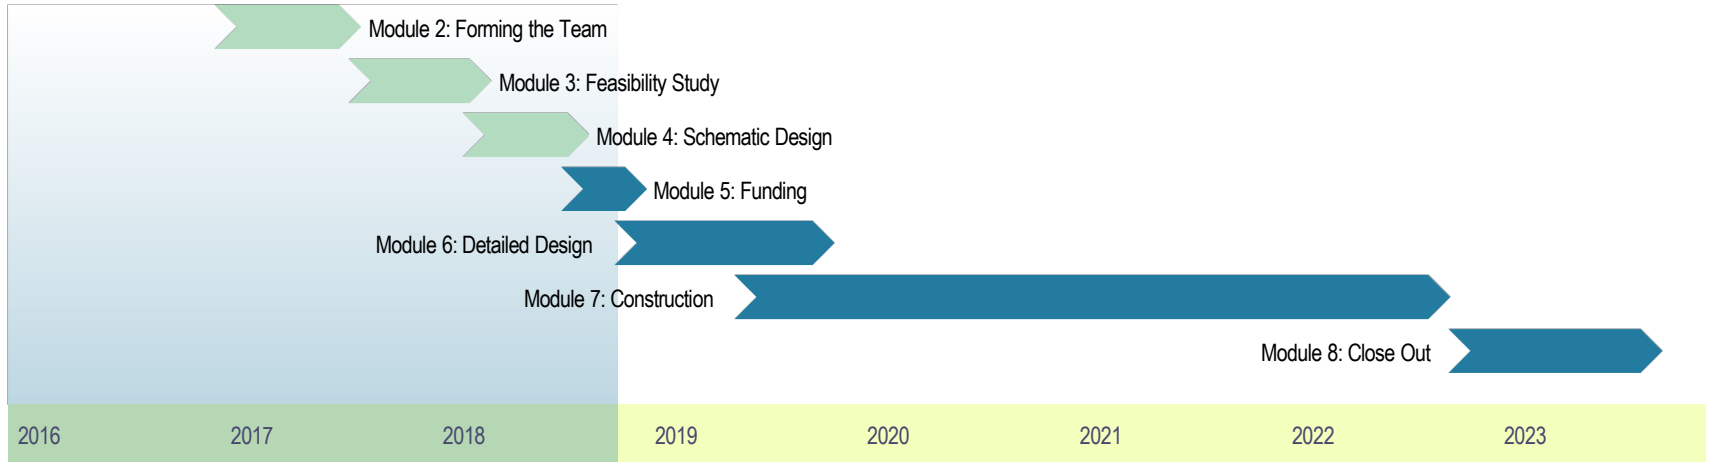 Module 2: Forming the Team
Module 3: Feasibility Study
Module 4: Schematic Design
Module 5: Funding
Module 6: Detailed Design
Module 7: Construction
Module 8: Close Out
2016 2017 2018 2019 2020 2021 2022 2023